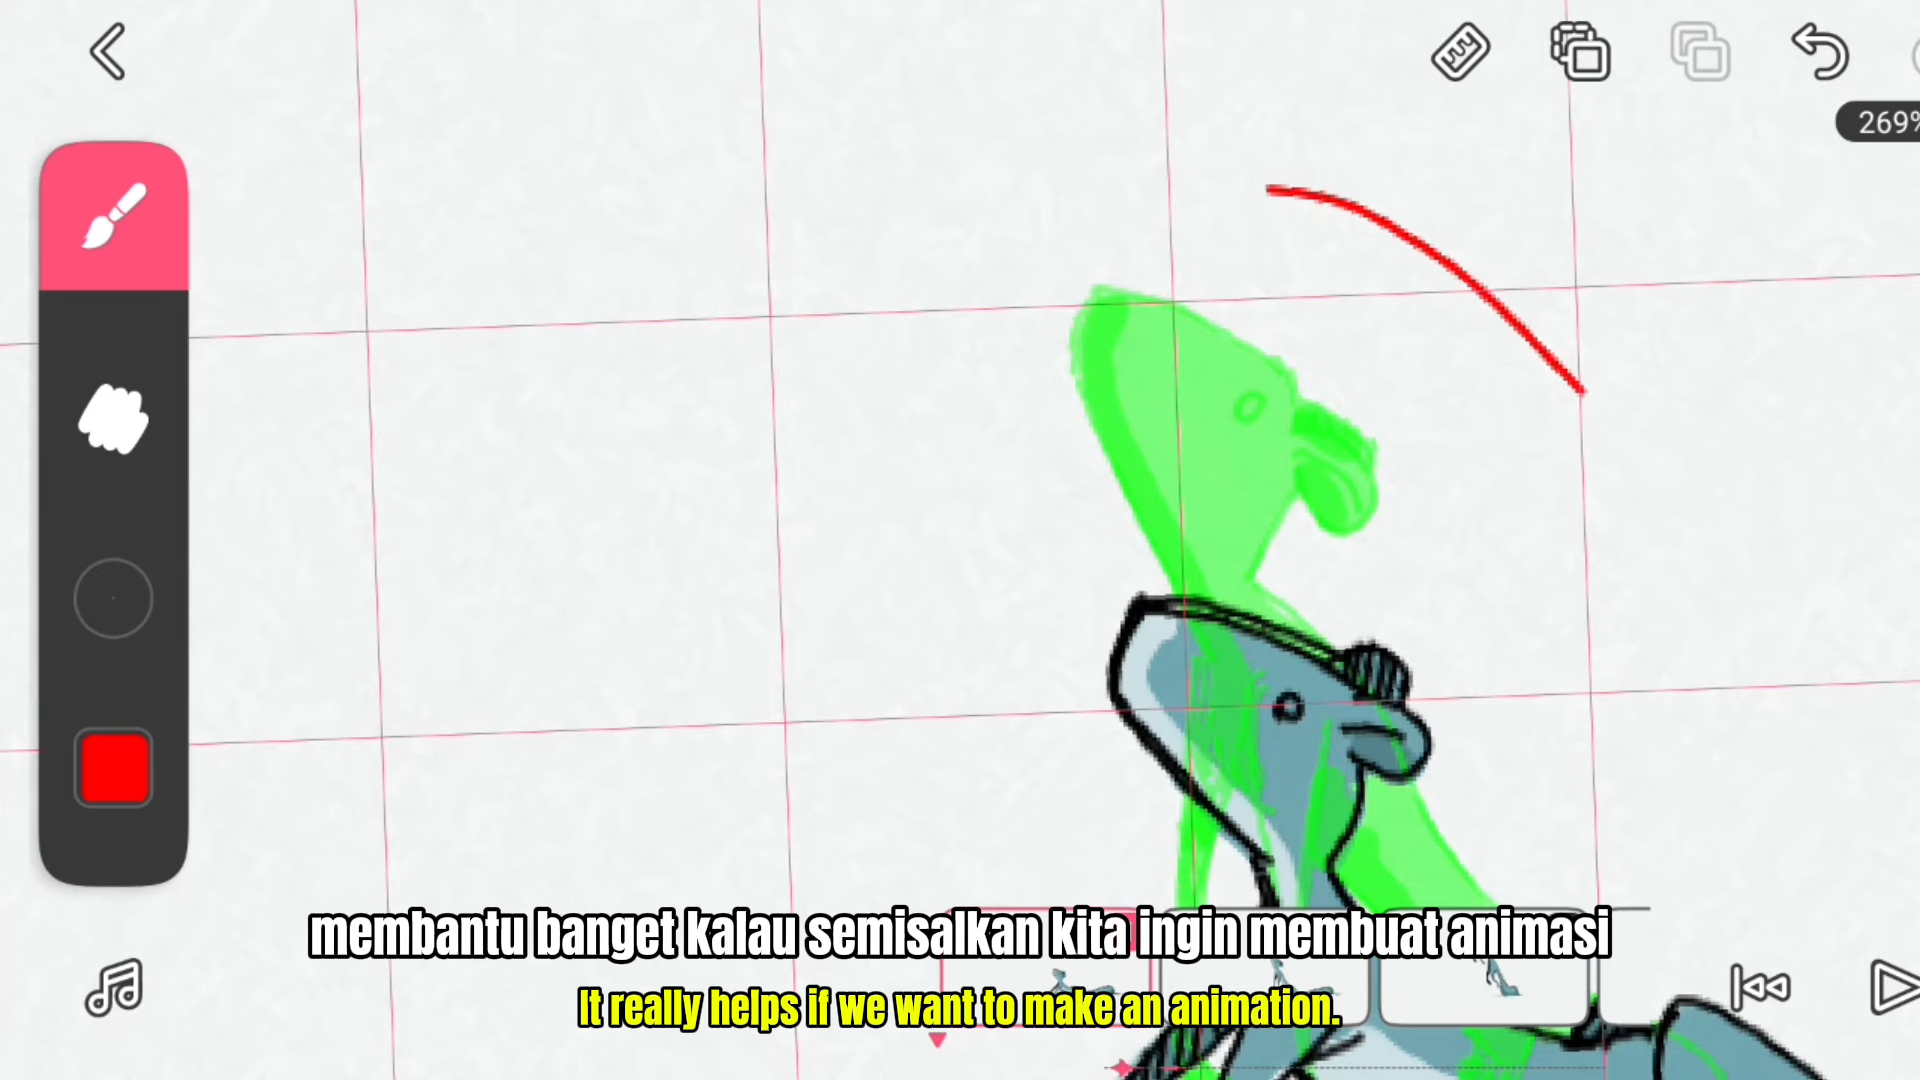 269%
membantu banget kalau semisalkan kita ingin membuat animasi
It really helps if we want to make an animation.